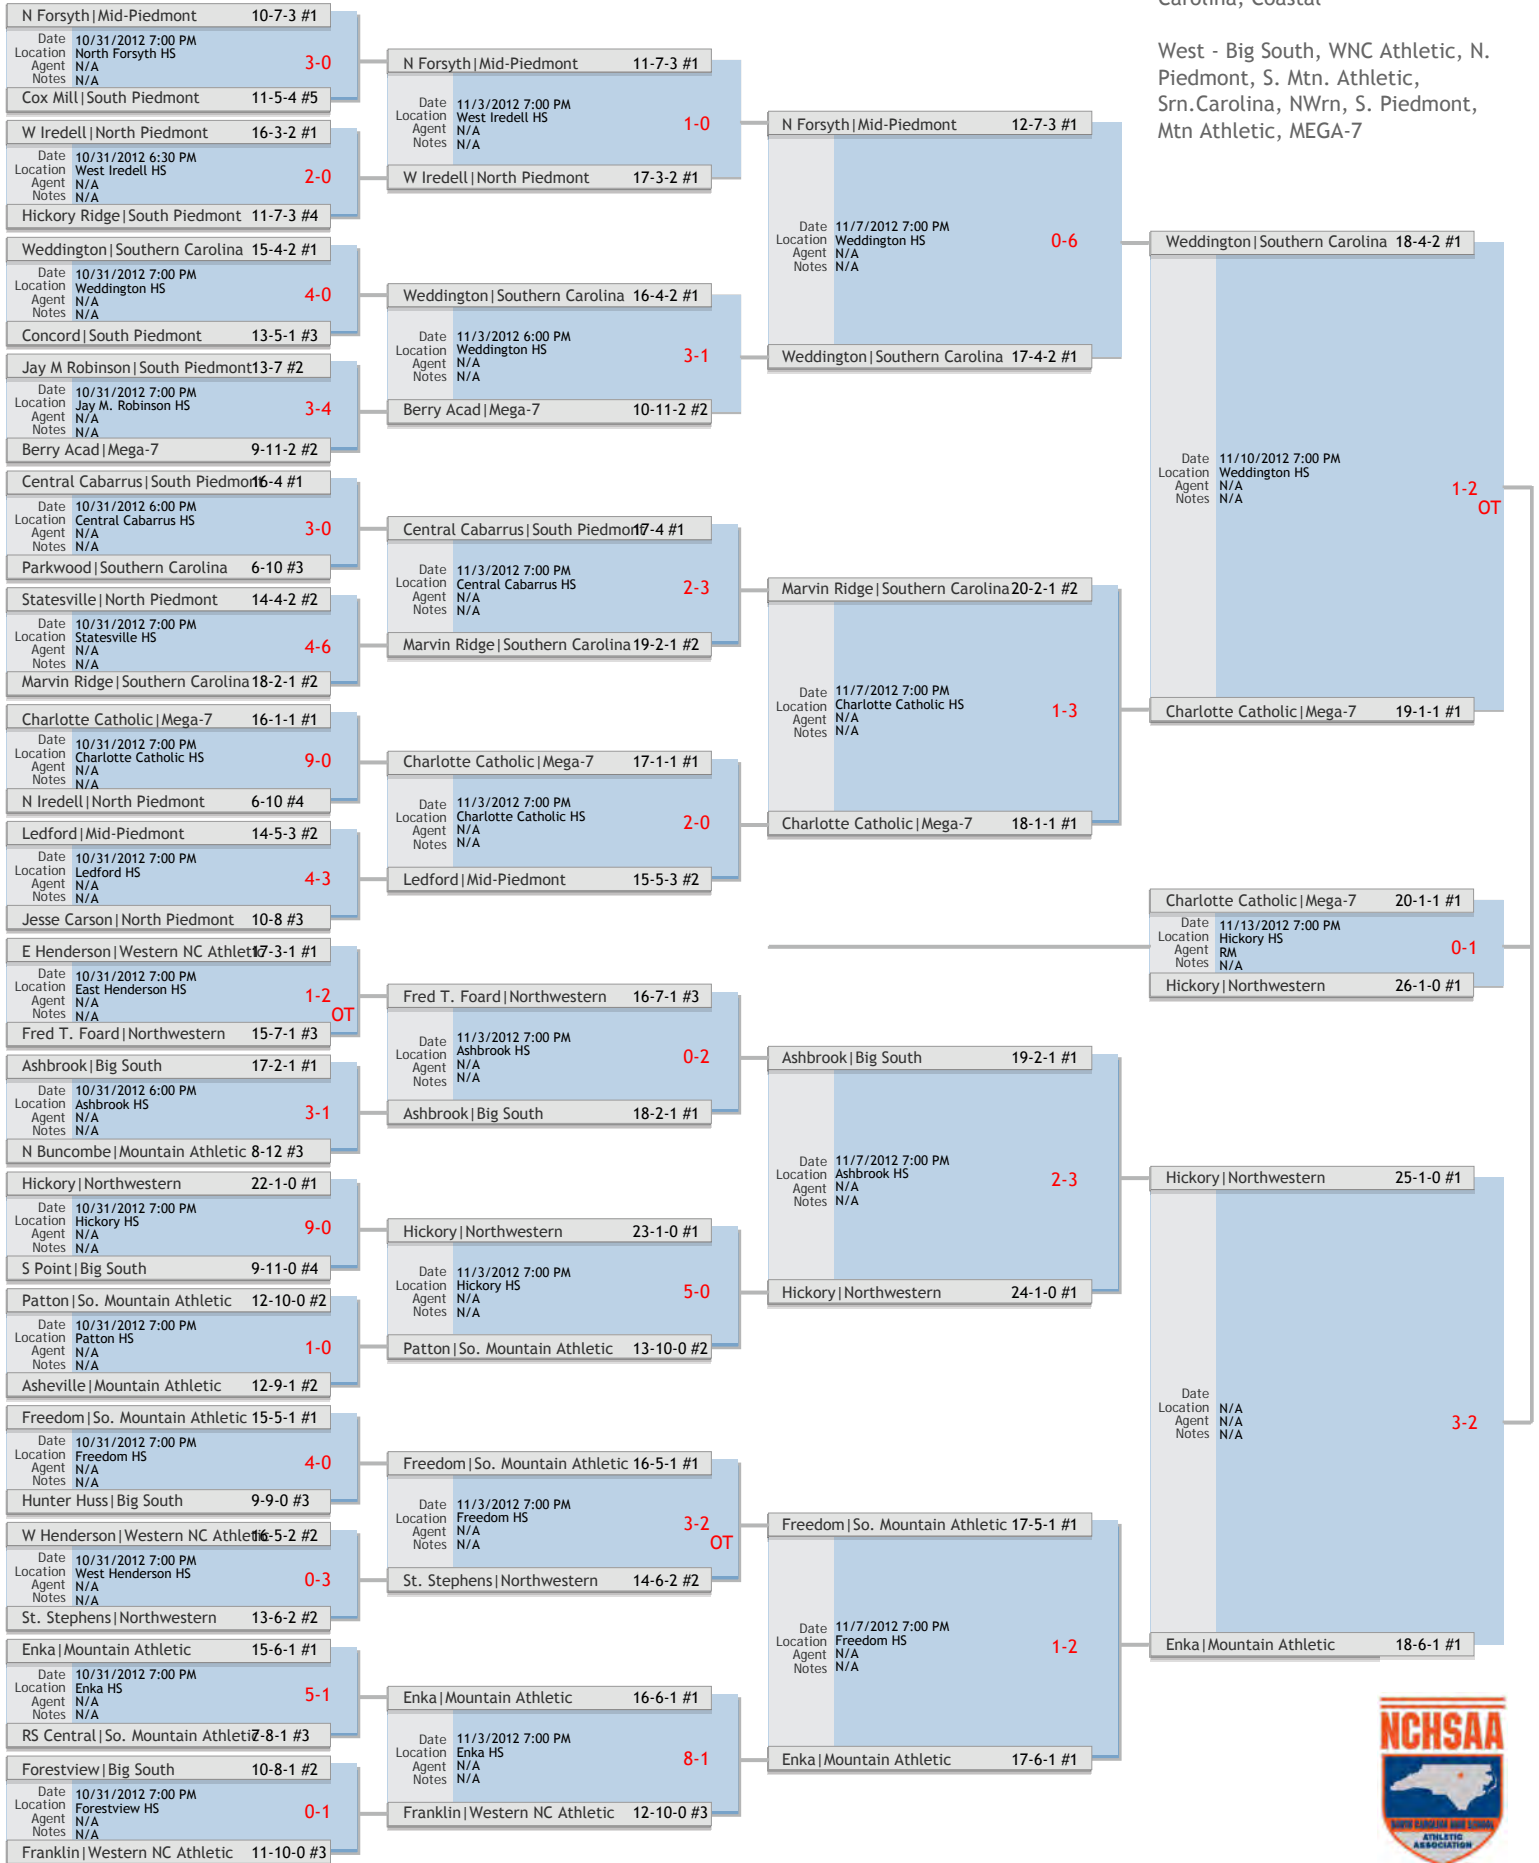 Carolina, Coastal
West - Big South, WNC Athletic, N.
Piedmont, S. Mtn. Athletic,
Srn.Carolina, NWrn, S. Piedmont,
Mtn Athletic, MEGA-7
N Forsyth|Mid-Piedmont 10-7-3 #1
Date 10/31/2012 7:00 PM
Location North Forsyth HS
Agent N/A
Notes N/A
3-0
Cox Mill|South Piedmont 11-5-4 #5
W Iredell|North Piedmont 16-3-2 #1
Date 10/31/2012 6:30 PM
Location West Iredell HS
Agent N/A
Notes N/A
2-0
Hickory Ridge|South Piedmont 11-7-3 #4
Weddington|Southern Carolina 15-4-2 #1
Date 10/31/2012 7:00 PM
Location Weddington HS
Agent N/A
Notes N/A
4-0
Concord|South Piedmont 13-5-1 #3
Jay M Robinson|South Piedmont 13-7 #2
Date 10/31/2012 7:00 PM
Location Jay M. Robinson HS
Agent N/A
Notes N/A
3-4
Berry Acad|Mega-7 9-11-2 #2
Central Cabarrus|South Piedmont 16-4 #1
Date 10/31/2012 6:00 PM
Location Central Cabarrus HS
Agent N/A
Notes N/A
3-0
Parkwood|Southern Carolina 6-10 #3
Statesville|North Piedmont 14-4-2 #2
Date 10/31/2012 7:00 PM
Location Statesville HS
Agent N/A
Notes N/A
4-6
Marvin Ridge|Southern Carolina 18-2-1 #2
Charlotte Catholic|Mega-7 16-1-1 #1
Date 10/31/2012 7:00 PM
Location Charlotte Catholic HS
Agent N/A
Notes N/A
9-0
N Iredell|North Piedmont 6-10 #4
Ledford|Mid-Piedmont 14-5-3 #2
Date 10/31/2012 7:00 PM
Location Ledford HS
Agent N/A
Notes N/A
4-3
Jesse Carson|North Piedmont 10-8 #3
E Henderson|Western NC Athletic 17-3-1 #1
Date 10/31/2012 7:00 PM
Location East Henderson HS
Agent N/A
Notes N/A
1-2
OT
Fred T. Foard|Northwestern 15-7-1 #3
Ashbrook|Big South 17-2-1 #1
Date 10/31/2012 6:00 PM
Location Ashbrook HS
Agent N/A
Notes N/A
3-1
N Buncombe|Mountain Athletic 8-12 #3
Hickory|Northwestern 22-1-0 #1
Date 10/31/2012 7:00 PM
Location Hickory HS
Agent N/A
Notes N/A
9-0
S Point|Big South 9-11-0 #4
Patton|So. Mountain Athletic 12-10-0 #2
Date 10/31/2012 7:00 PM
Location Patton HS
Agent N/A
Notes N/A
1-0
Asheville|Mountain Athletic 12-9-1 #2
Freedom|So. Mountain Athletic 15-5-1 #1
Date 10/31/2012 7:00 PM
Location Freedom HS
Agent N/A
Notes N/A
4-0
Hunter Huss|Big South 9-9-0 #3
W Henderson|Western NC Athletic 16-5-2 #2
Date 10/31/2012 7:00 PM
Location West Henderson HS
Agent N/A
Notes N/A
0-3
St. Stephens|Northwestern 13-6-2 #2
Enka|Mountain Athletic 15-6-1 #1
Date 10/31/2012 7:00 PM
Location Enka HS
Agent N/A
Notes N/A
5-1
RS Central|So. Mountain Athletic 7-8-1 #3
Forestview|Big South 10-8-1 #2
Date 10/31/2012 7:00 PM
Location Forestview HS
Agent N/A
Notes N/A
0-1
Franklin|Western NC Athletic 11-10-0 #3
N Forsyth|Mid-Piedmont 11-7-3 #1
Date 11/3/2012 7:00 PM
Location West Iredell HS
Agent N/A
Notes N/A
1-0
W Iredell|North Piedmont 17-3-2 #1
Weddington|Southern Carolina 16-4-2 #1
Date 11/3/2012 6:00 PM
Location Weddington HS
Agent N/A
Notes N/A
3-1
Berry Acad|Mega-7 10-11-2 #2
Central Cabarrus|South Piedmont 17-4 #1
Date 11/3/2012 7:00 PM
Location Central Cabarrus HS
Agent N/A
Notes N/A
2-3
Marvin Ridge|Southern Carolina 19-2-1 #2
Charlotte Catholic|Mega-7 17-1-1 #1
Date 11/3/2012 7:00 PM
Location Charlotte Catholic HS
Agent N/A
Notes N/A
2-0
Ledford|Mid-Piedmont 15-5-3 #2
Fred T. Foard|Northwestern 16-7-1 #3
Date 11/3/2012 7:00 PM
Location Ashbrook HS
Agent N/A
Notes N/A
0-2
Ashbrook|Big South 18-2-1 #1
Hickory|Northwestern 23-1-0 #1
Date 11/3/2012 7:00 PM
Location Hickory HS
Agent N/A
Notes N/A
5-0
Patton|So. Mountain Athletic 13-10-0 #2
Freedom|So. Mountain Athletic 16-5-1 #1
Date 11/3/2012 7:00 PM
Location Freedom HS
Agent N/A
Notes N/A
3-2
OT
St. Stephens|Northwestern 14-6-2 #2
Enka|Mountain Athletic 16-6-1 #1
Date 11/3/2012 7:00 PM
Location Enka HS
Agent N/A
Notes N/A
8-1
Franklin|Western NC Athletic 12-10-0 #3
N Forsyth|Mid-Piedmont 12-7-3 #1
Date 11/7/2012 7:00 PM
Location Weddington HS
Agent N/A
Notes N/A
0-6
Weddington|Southern Carolina 17-4-2 #1
Marvin Ridge|Southern Carolina 20-2-1 #2
Date 11/7/2012 7:00 PM
Location Charlotte Catholic HS
Agent N/A
Notes N/A
1-3
Charlotte Catholic|Mega-7 18-1-1 #1
Ashbrook|Big South 19-2-1 #1
Date 11/7/2012 7:00 PM
Location Ashbrook HS
Agent N/A
Notes N/A
2-3
Hickory|Northwestern 24-1-0 #1
Freedom|So. Mountain Athletic 17-5-1 #1
Date 11/7/2012 7:00 PM
Location Freedom HS
Agent N/A
Notes N/A
1-2
Enka|Mountain Athletic 17-6-1 #1
Weddington|Southern Carolina 18-4-2 #1
Date 11/10/2012 7:00 PM
Location Weddington HS
Agent N/A
Notes N/A
1-2
OT
Charlotte Catholic|Mega-7 19-1-1 #1
Charlotte Catholic|Mega-7 20-1-1 #1
Date 11/13/2012 7:00 PM
Location Hickory HS
Agent RM
Notes N/A
0-1
Hickory|Northwestern 26-1-0 #1
Hickory|Northwestern 25-1-0 #1
Date
Location N/A
Agent N/A
Notes N/A
3-2
Enka|Mountain Athletic 18-6-1 #1
NCHSAA
NORTH CAROLINA HIGH SCHOOL
ATHLETIC
ASSOCIATION